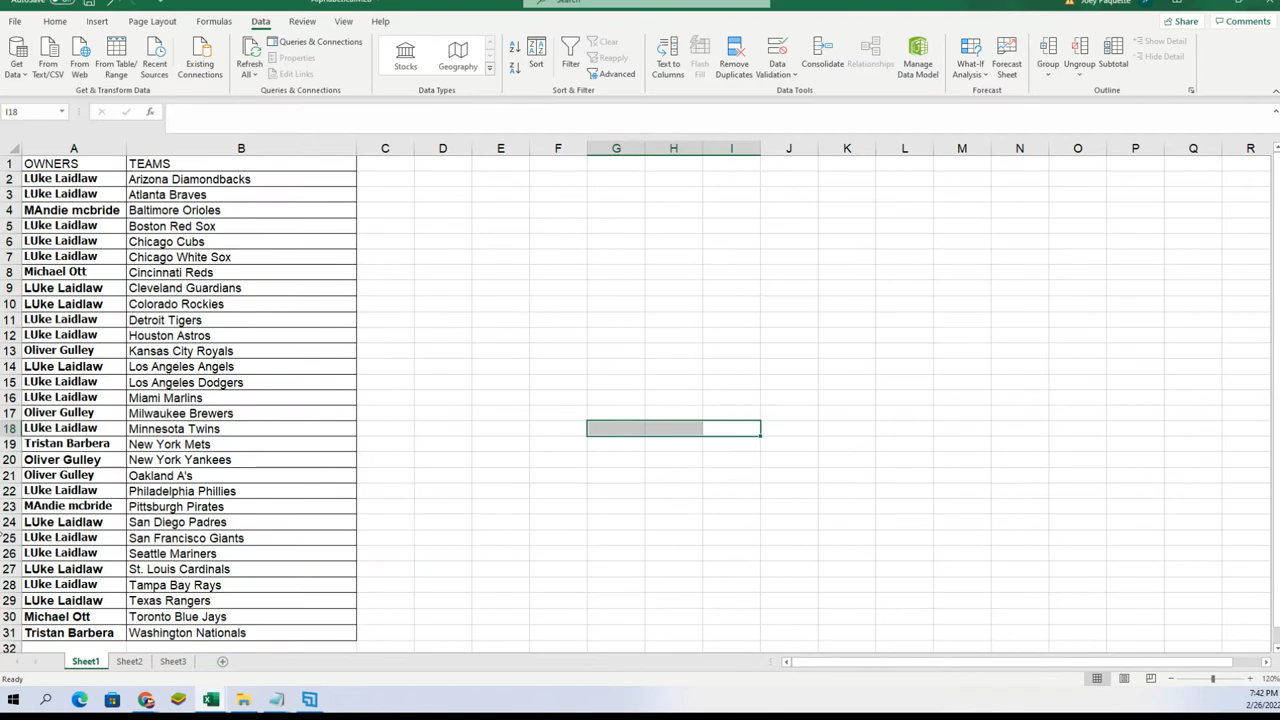 AutoSave Off
Search
Joey Paquette
File Home Insert Page Layout Formulas Data Review View Help Share Comments
Get Data From Text/CSV From Web From Table/Range Recent Sources Existing Connections
Refresh All Queries & Connections Properties Edit Links
Stocks Geography
Sort Filter Clear Reapply Advanced
Text to Columns Flash Fill Remove Duplicates Data Validation Consolidate Relationships Manage Data Model
What-If Analysis Forecast Sheet
Group Ungroup Subtotal Show Detail Hide Detail
Get & Transform Data Queries & Connections Data Types Sort & Filter Data Tools Forecast Outline
I18 fx
A B C D E F G H I J K L M N O P Q R
1 OWNERS TEAMS
2 LUke Laidlaw Arizona Diamondbacks
3 LUke Laidlaw Atlanta Braves
4 MAndie mcbride Baltimore Orioles
5 LUke Laidlaw Boston Red Sox
6 LUke Laidlaw Chicago Cubs
7 LUke Laidlaw Chicago White Sox
8 Michael Ott Cincinnati Reds
9 LUke Laidlaw Cleveland Guardians
10 LUke Laidlaw Colorado Rockies
11 LUke Laidlaw Detroit Tigers
12 LUke Laidlaw Houston Astros
13 Oliver Gulley Kansas City Royals
14 LUke Laidlaw Los Angeles Angels
15 LUke Laidlaw Los Angeles Dodgers
16 LUke Laidlaw Miami Marlins
17 Oliver Gulley Milwaukee Brewers
18 LUke Laidlaw Minnesota Twins
19 Tristan Barbera New York Mets
20 Oliver Gulley New York Yankees
21 Oliver Gulley Oakland A's
22 LUke Laidlaw Philadelphia Phillies
23 MAndie mcbride Pittsburgh Pirates
24 LUke Laidlaw San Diego Padres
25 LUke Laidlaw San Francisco Giants
26 LUke Laidlaw Seattle Mariners
27 LUke Laidlaw St. Louis Cardinals
28 LUke Laidlaw Tampa Bay Rays
29 LUke Laidlaw Texas Rangers
30 Michael Ott Toronto Blue Jays
31 Tristan Barbera Washington Nationals
32
Sheet1 Sheet2 Sheet3
Ready 120%
7:42 PM